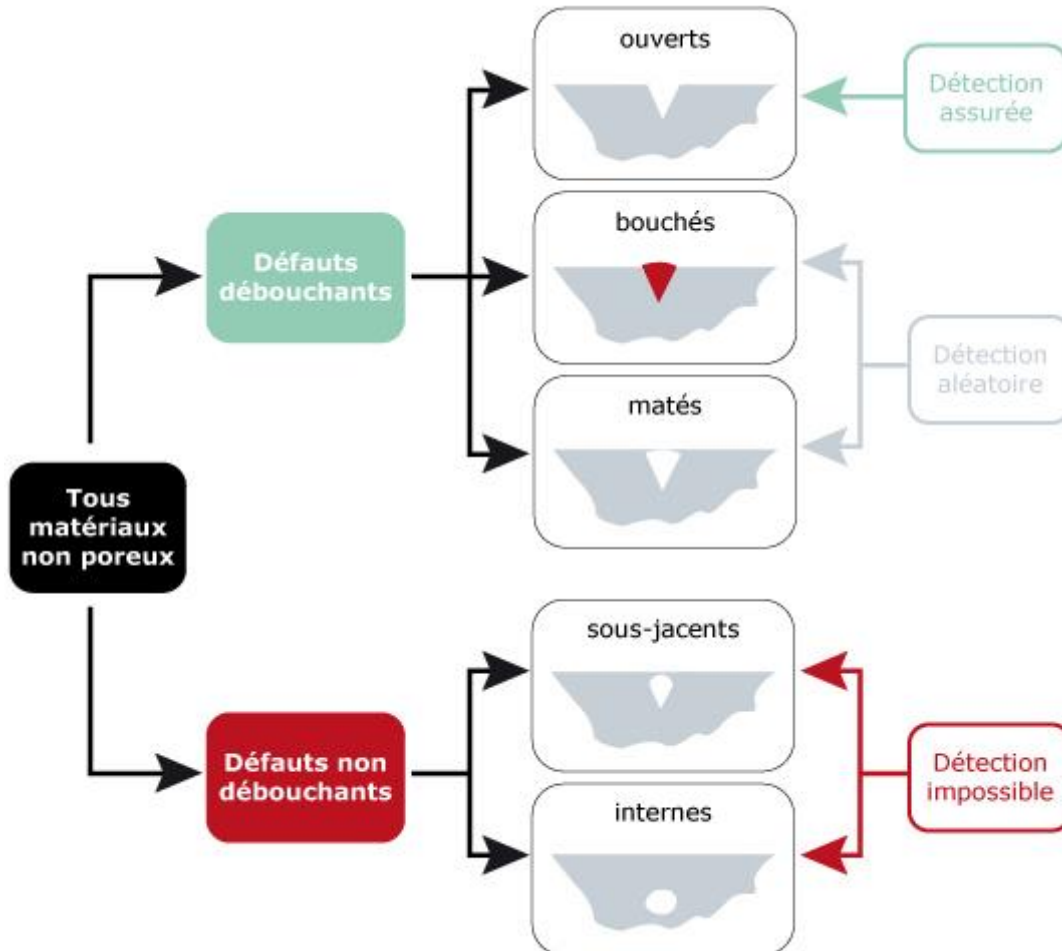 ouverts
Détection
assurée
bouchés
Défauts
débouchants
Détection
aléatoire
matés
Tous
matériaux
non poreux
sous-jacents
Défauts non
débouchants
Détection
impossible
internes